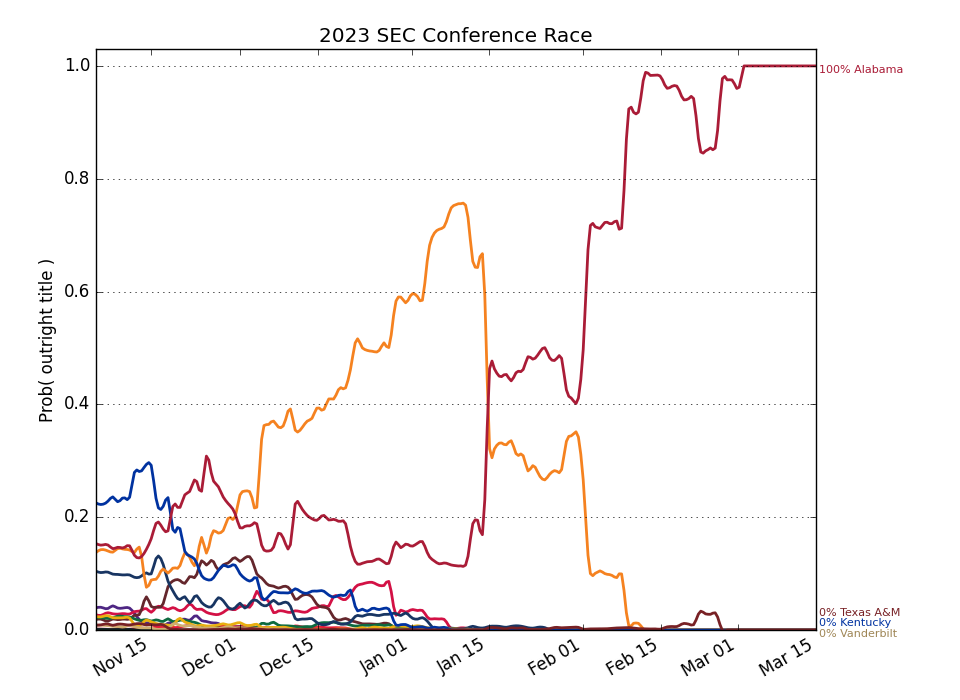 2023 SEC Conference Race
Prob( outright title )
1.0
0.8
0.6
0.4
0.2
0.0
100% Alabama
0% Texas A&M
0% Kentucky
0% Vanderbilt
Nov 15
Dec 01
Dec 15
Jan 01
Jan 15
Feb 01
Feb 15
Mar 01
Mar 15